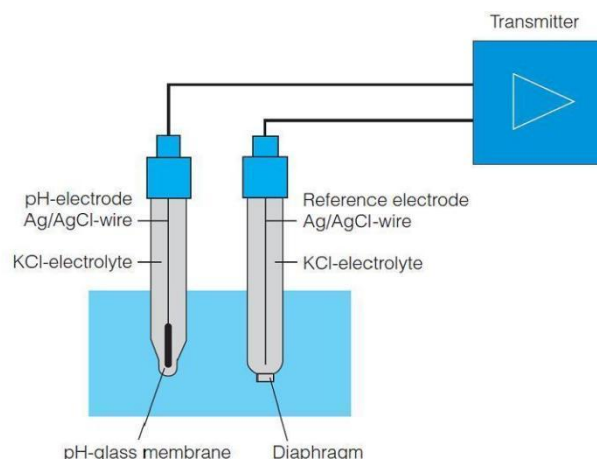 Transmitter
pH-electrode
Ag/AgCl-wire
Reference electrode
Ag/AgCl-wire
KCl-electrolyte
KCl-electrolyte
pH-glass membrane
Diaphragm